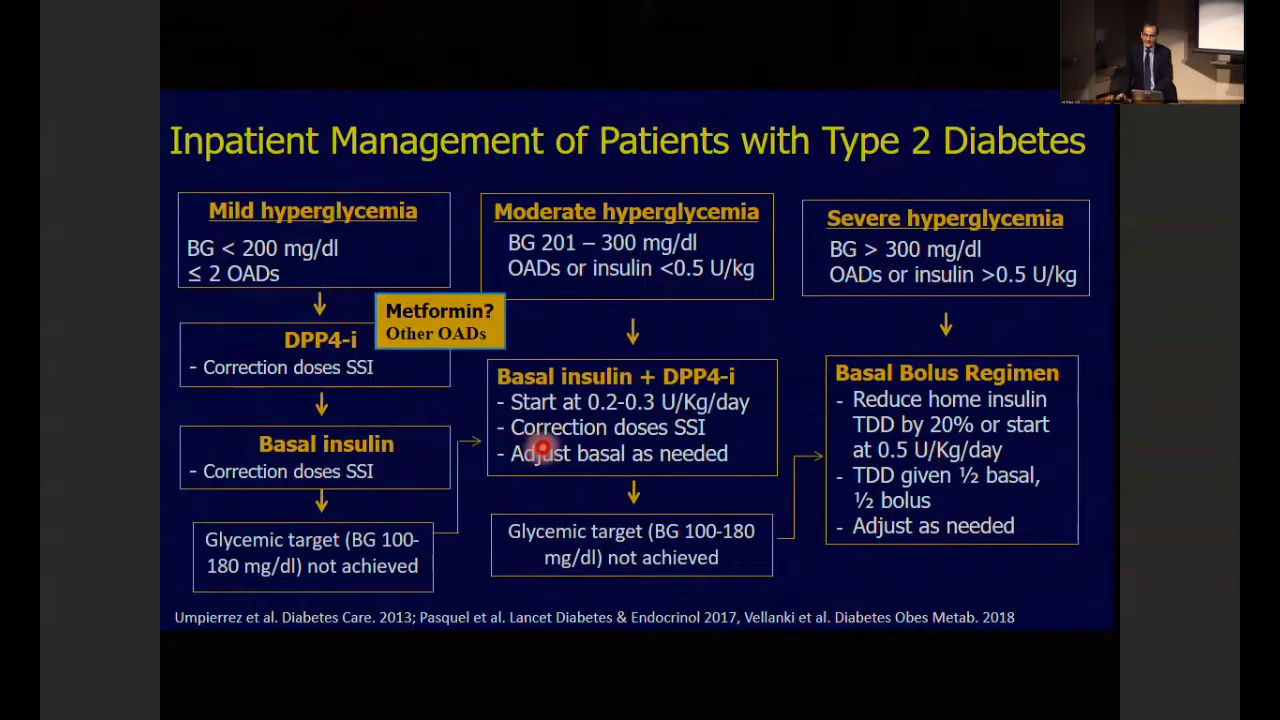 Inpatient Management of Patients with Type 2 Diabetes
Mild hyperglycemia
BG < 200 mg/dl
≤ 2 OADs
Metformin?
Other OADs
DPP4-i
- Correction doses SSI
Basal insulin
- Correction doses SSI
Glycemic target (BG 100-
180 mg/dl) not achieved
Moderate hyperglycemia
BG 201 – 300 mg/dl
OADs or insulin <0.5 U/kg
Basal insulin + DPP4-i
- Start at 0.2-0.3 U/Kg/day
- Correction doses SSI
- Adjust basal as needed
Glycemic target (BG 100-180
mg/dl) not achieved
Severe hyperglycemia
BG > 300 mg/dl
OADs or insulin >0.5 U/kg
Basal Bolus Regimen
- Reduce home insulin
TDD by 20% or start
at 0.5 U/Kg/day
- TDD given ½ basal,
½ bolus
- Adjust as needed
Umpierrez et al. Diabetes Care. 2013; Pasquel et al. Lancet Diabetes & Endocrinol 2017, Vellanki et al. Diabetes Obes Metab. 2018